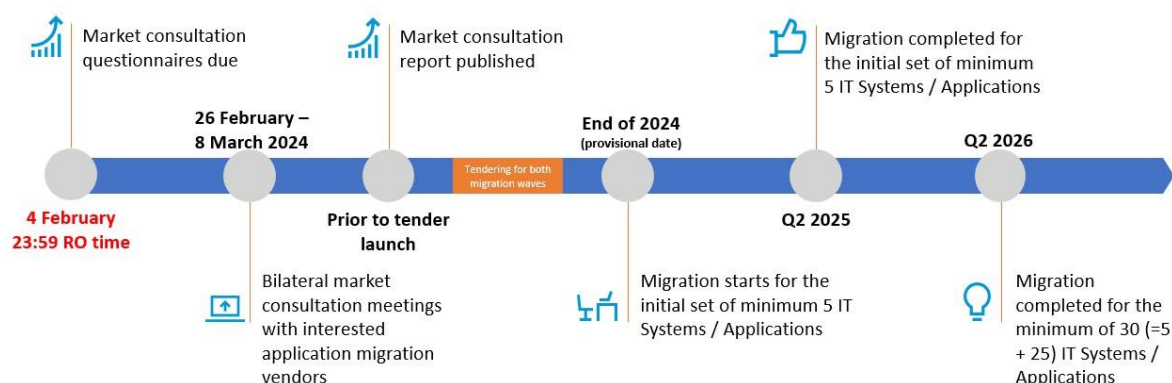 Market consultation
questionnaires due
4 February
23:59 RO time
26 February –
8 March 2024
Bilateral market
consultation meetings
with interested
application migration
vendors
Market consultation
report published
Prior to tender
launch
Tendering for both
migration waves
End of 2024
(provisional date)
Migration starts for the
initial set of minimum 5 IT
Systems / Applications
Migration completed for
the initial set of minimum
5 IT Systems / Applications
Q2 2025
Q2 2026
Migration
completed for the
minimum of 30 (=5
+ 25) IT Systems /
Applications